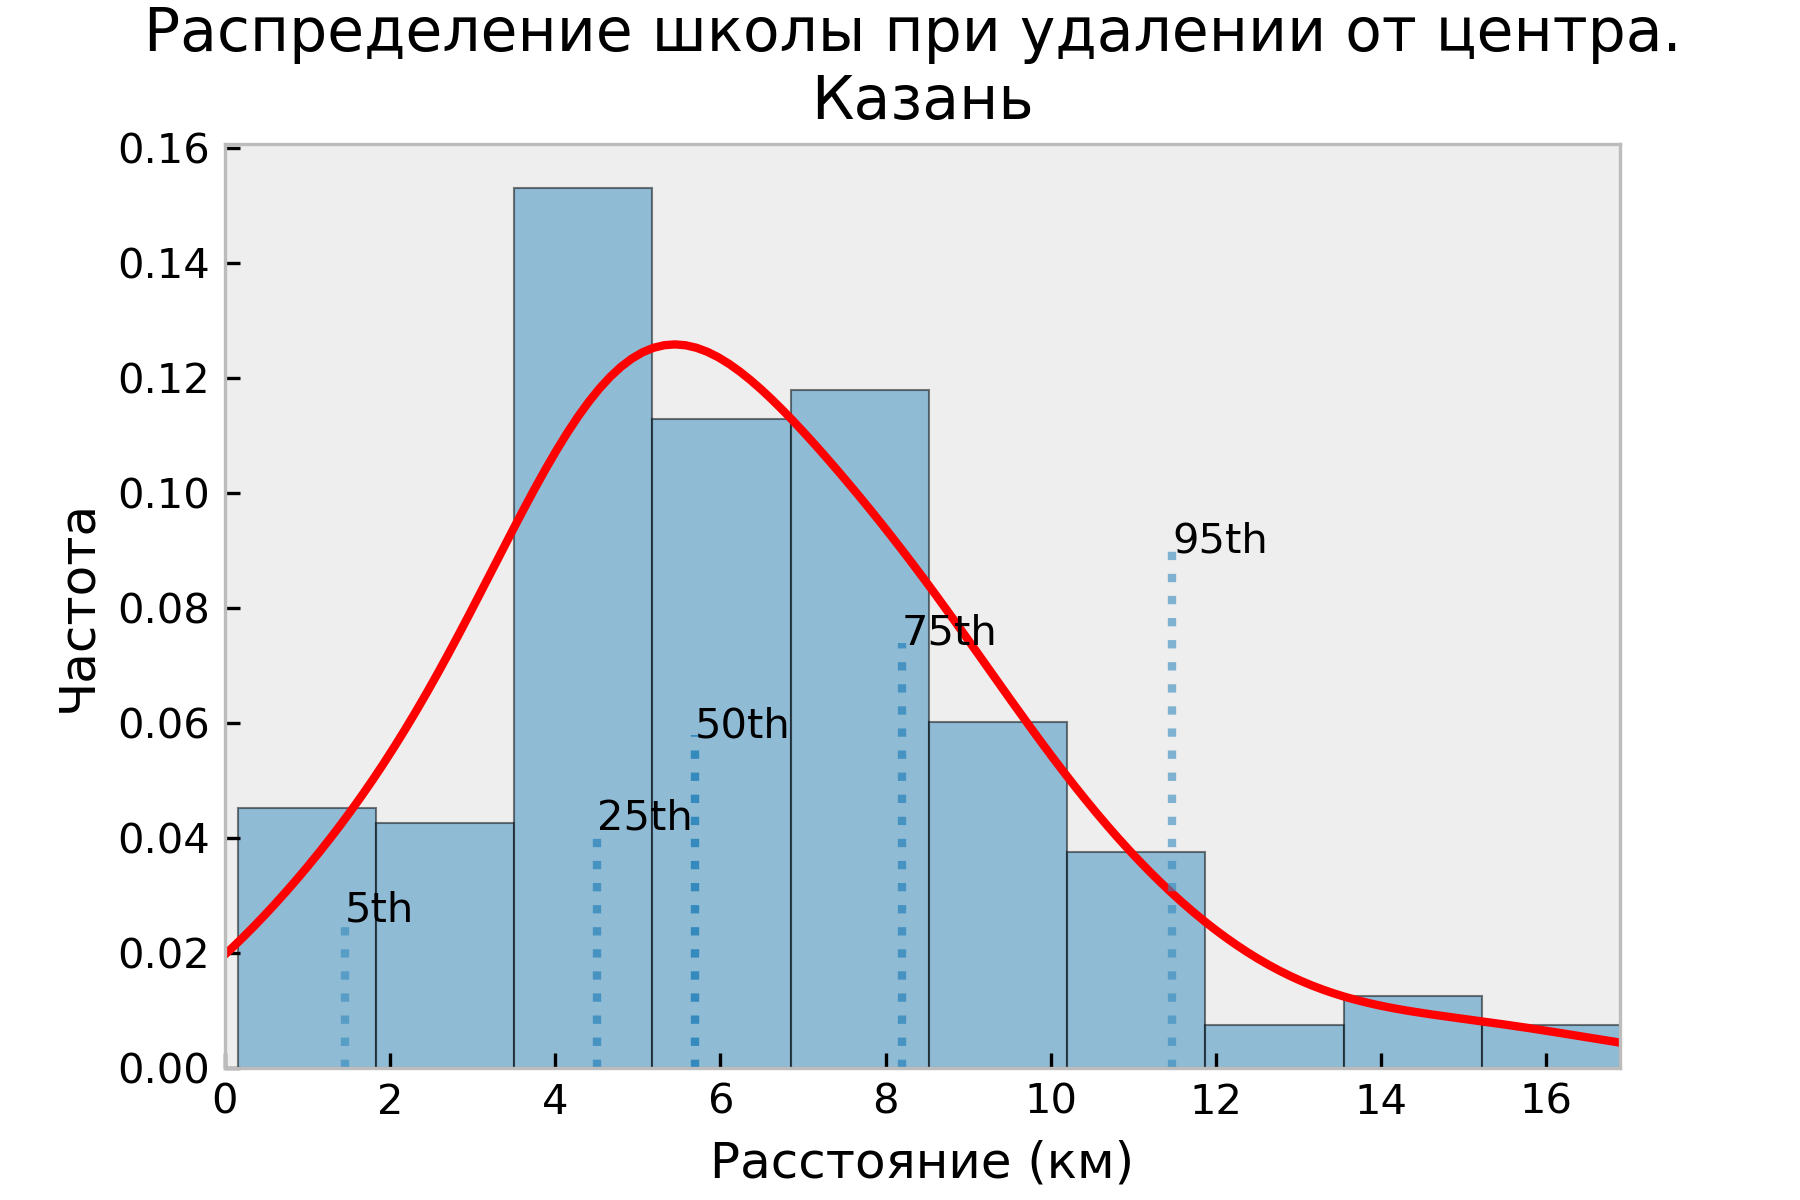 Распределение школы при удалении от центра.
Казань
0.16
0.14
0.12
0.10
0.08
0.06
0.04
0.02
0.00
Частота
95th
75th
50th
25th
5th
0 2 4 6 8 10 12 14 16
Расстояние (км)